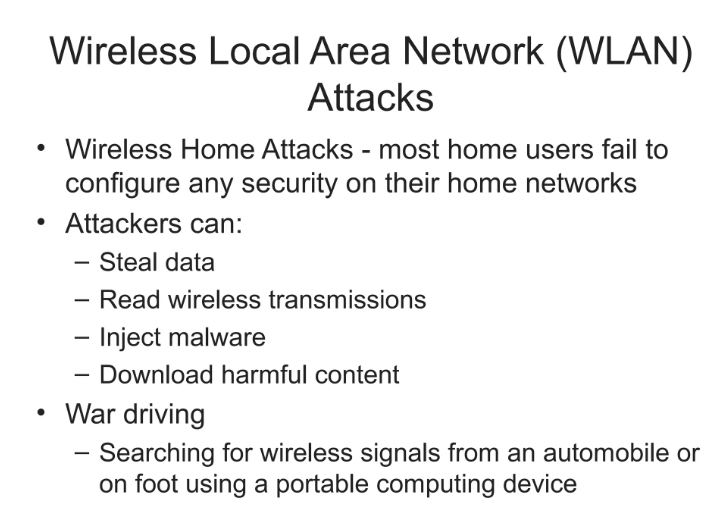 Wireless Local Area Network (WLAN)
Attacks
• Wireless Home Attacks - most home users fail to
configure any security on their home networks
• Attackers can:
– Steal data
– Read wireless transmissions
– Inject malware
– Download harmful content
• War driving
– Searching for wireless signals from an automobile or
on foot using a portable computing device